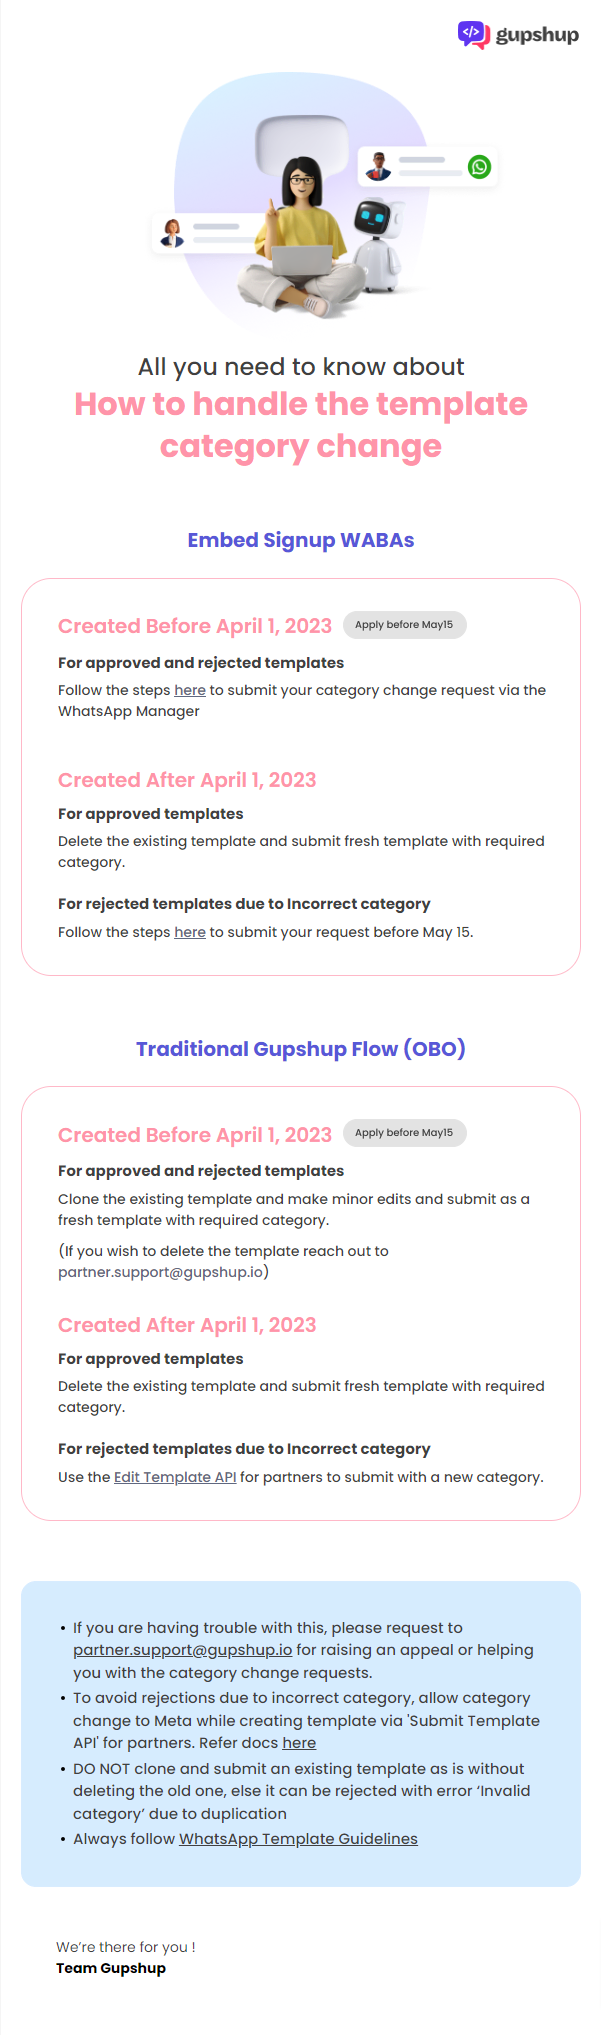 </> gupshup
All you need to know about
How to handle the template
category change
Embed Signup WABAs
Created Before April 1, 2023 Apply before May15
For approved and rejected templates
Follow the steps here to submit your category change request via the
WhatsApp Manager
Created After April 1, 2023
For approved templates
Delete the existing template and submit fresh template with required
category.
For rejected templates due to Incorrect category
Follow the steps here to submit your request before May 15.
Traditional Gupshup Flow (OBO)
Created Before April 1, 2023 Apply before May15
For approved and rejected templates
Clone the existing template and make minor edits and submit as a
fresh template with required category.
(If you wish to delete the template reach out to
partner.support@gupshup.io)
Created After April 1, 2023
For approved templates
Delete the existing template and submit fresh template with required
category.
For rejected templates due to Incorrect category
Use the Edit Template API for partners to submit with a new category.
• If you are having trouble with this, please request to
partner.support@gupshup.io for raising an appeal or helping
you with the category change requests.
• To avoid rejections due to incorrect category, allow category
change to Meta while creating template via 'Submit Template
API' for partners. Refer docs here
• DO NOT clone and submit an existing template as is without
deleting the old one, else it can be rejected with error ‘Invalid
category’ due to duplication
• Always follow WhatsApp Template Guidelines
We’re there for you !
Team Gupshup